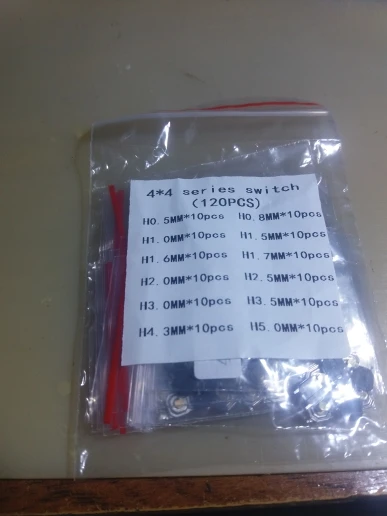 4*4 series switch
(120PCS)
H0.5MM*10pcs H0.8MM*10pcs
H1.0MM*10pcs H1.5MM*10pcs
H1.6MM*10pcs H1.7MM*10pcs
H2.0MM*10pcs H2.5MM*10pcs
H3.0MM*10pcs H3.5MM*10pcs
H4.3MM*10pcs H5.0MM*10pcs